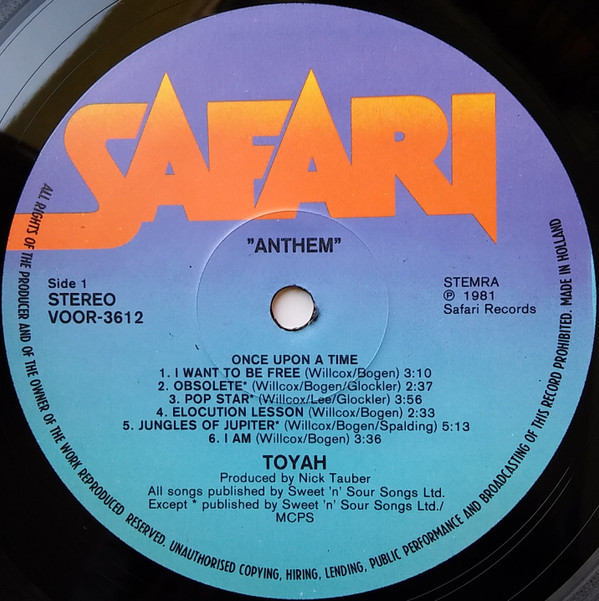 SAFARI
"ANTHEM"
Side 1
STEREO
VOOR-3612
STEMRA
℗ 1981
Safari Records
ONCE UPON A TIME
1. I WANT TO BE FREE (Willcox/Bogen) 3:10
2. OBSOLETE* (Willcox/Bogen/Glockler) 2:37
3. POP STAR* (Willcox/Lee/Glockler) 3:56
4. ELOCUTION LESSON (Willcox/Bogen) 2:33
5. JUNGLES OF JUPITER* (Willcox/Bogen/Spalding) 5:13
6. I AM (Willcox/Bogen) 3:36
TOYAH
Produced by Nick Tauber
All songs published by Sweet 'n' Sour Songs Ltd.
Except * published by Sweet 'n' Sour Songs Ltd./
MCPS
ALL RIGHTS OF THE PRODUCER AND OF THE OWNER OF THE WORK REPRODUCED RESERVED. UNAUTHORISED COPYING, HIRING, LENDING, PUBLIC PERFORMANCE AND BROADCASTING OF THIS RECORD PROHIBITED. MADE IN HOLLAND